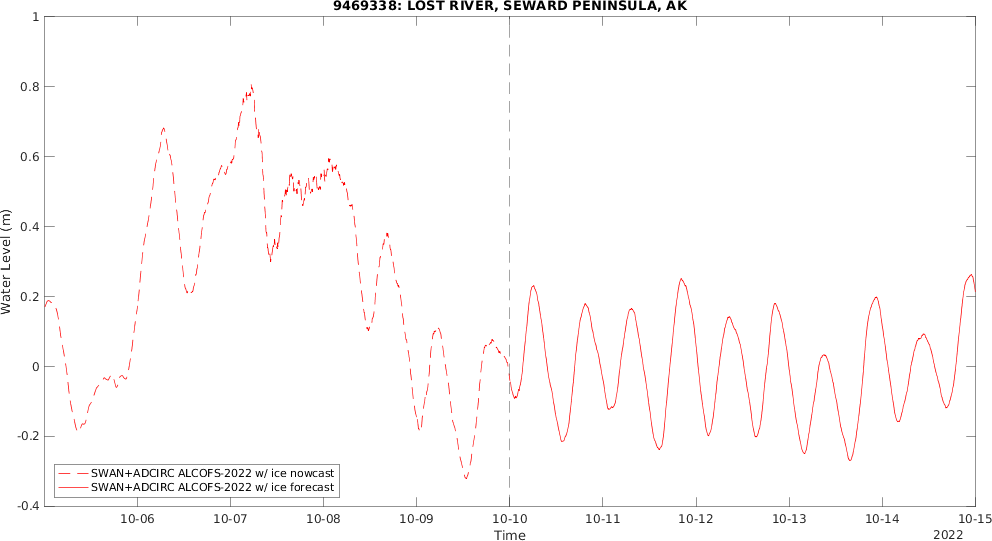 9469338: LOST RIVER, SEWARD PENINSULA, AK
1
0.8
0.6
0.4
0.2
0
-0.2
-0.4
Water Level (m)
SWAN+ADCIRC ALCOFS-2022 w/ ice nowcast
SWAN+ADCIRC ALCOFS-2022 w/ ice forecast
10-06 10-07 10-08 10-09 10-10 10-11 10-12 10-13 10-14 10-15
Time
2022